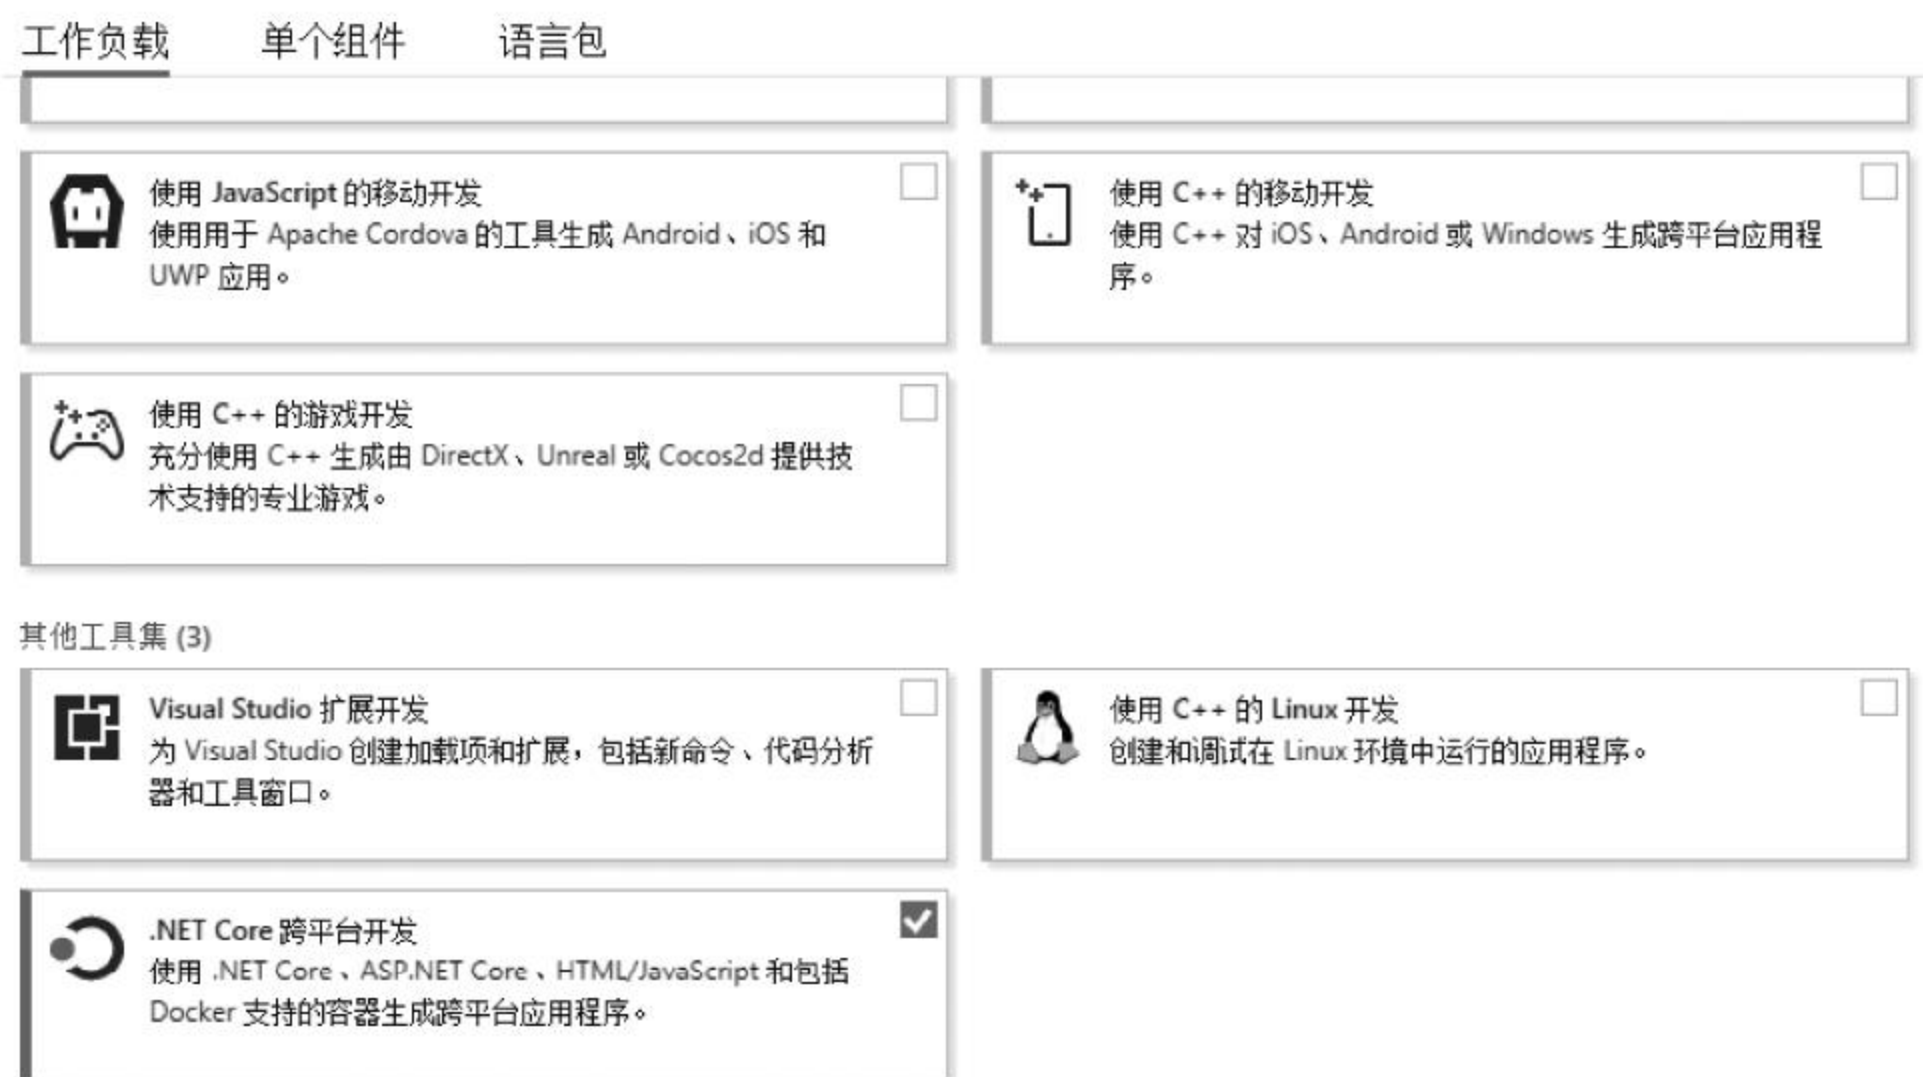 工作负载 单个组件 语言包
使用 JavaScript 的移动开发
使用用于 Apache Cordova 的工具生成 Android、iOS 和
UWP 应用。
使用 C++ 的移动开发
使用 C++ 对 iOS、Android 或 Windows 生成跨平台应用程
序。
使用 C++ 的游戏开发
充分使用 C++ 生成由 DirectX、Unreal 或 Cocos2d 提供技
术支持的专业游戏。
其他工具集 (3)
Visual Studio 扩展开发
为 Visual Studio 创建加载项和扩展，包括新命令、代码分析
器和工具窗口。
使用 C++ 的 Linux 开发
创建和调试在 Linux 环境中运行的应用程序。
.NET Core 跨平台开发
使用 .NET Core、ASP.NET Core、HTML/JavaScript 和包括
Docker 支持的容器生成跨平台应用程序。